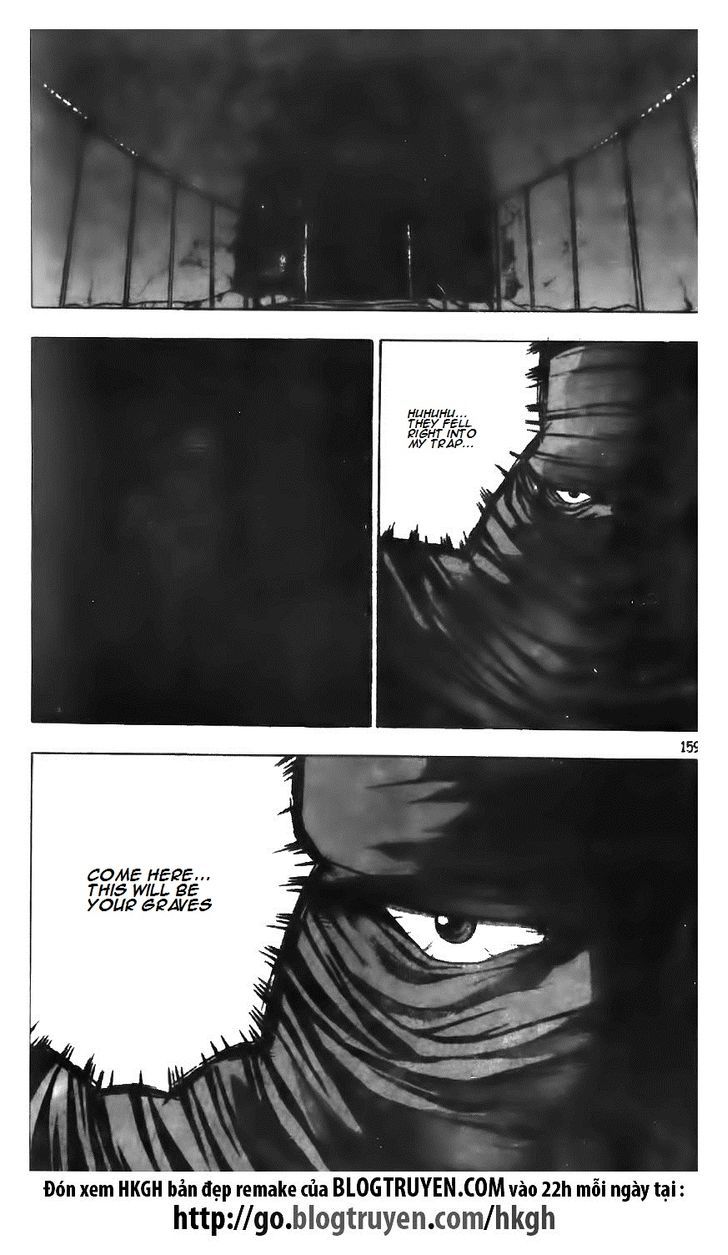 HUHUHU...
THEY FELL
RIGHT INTO
MY TRAP...
159
COME HERE...
THIS WILL BE
YOUR GRAVES
Đón xem HKGH bản đẹp remake của BLOGTRUYEN.COM vào 22h mỗi ngày tại :
http://go.blogtruyen.com/hkgh